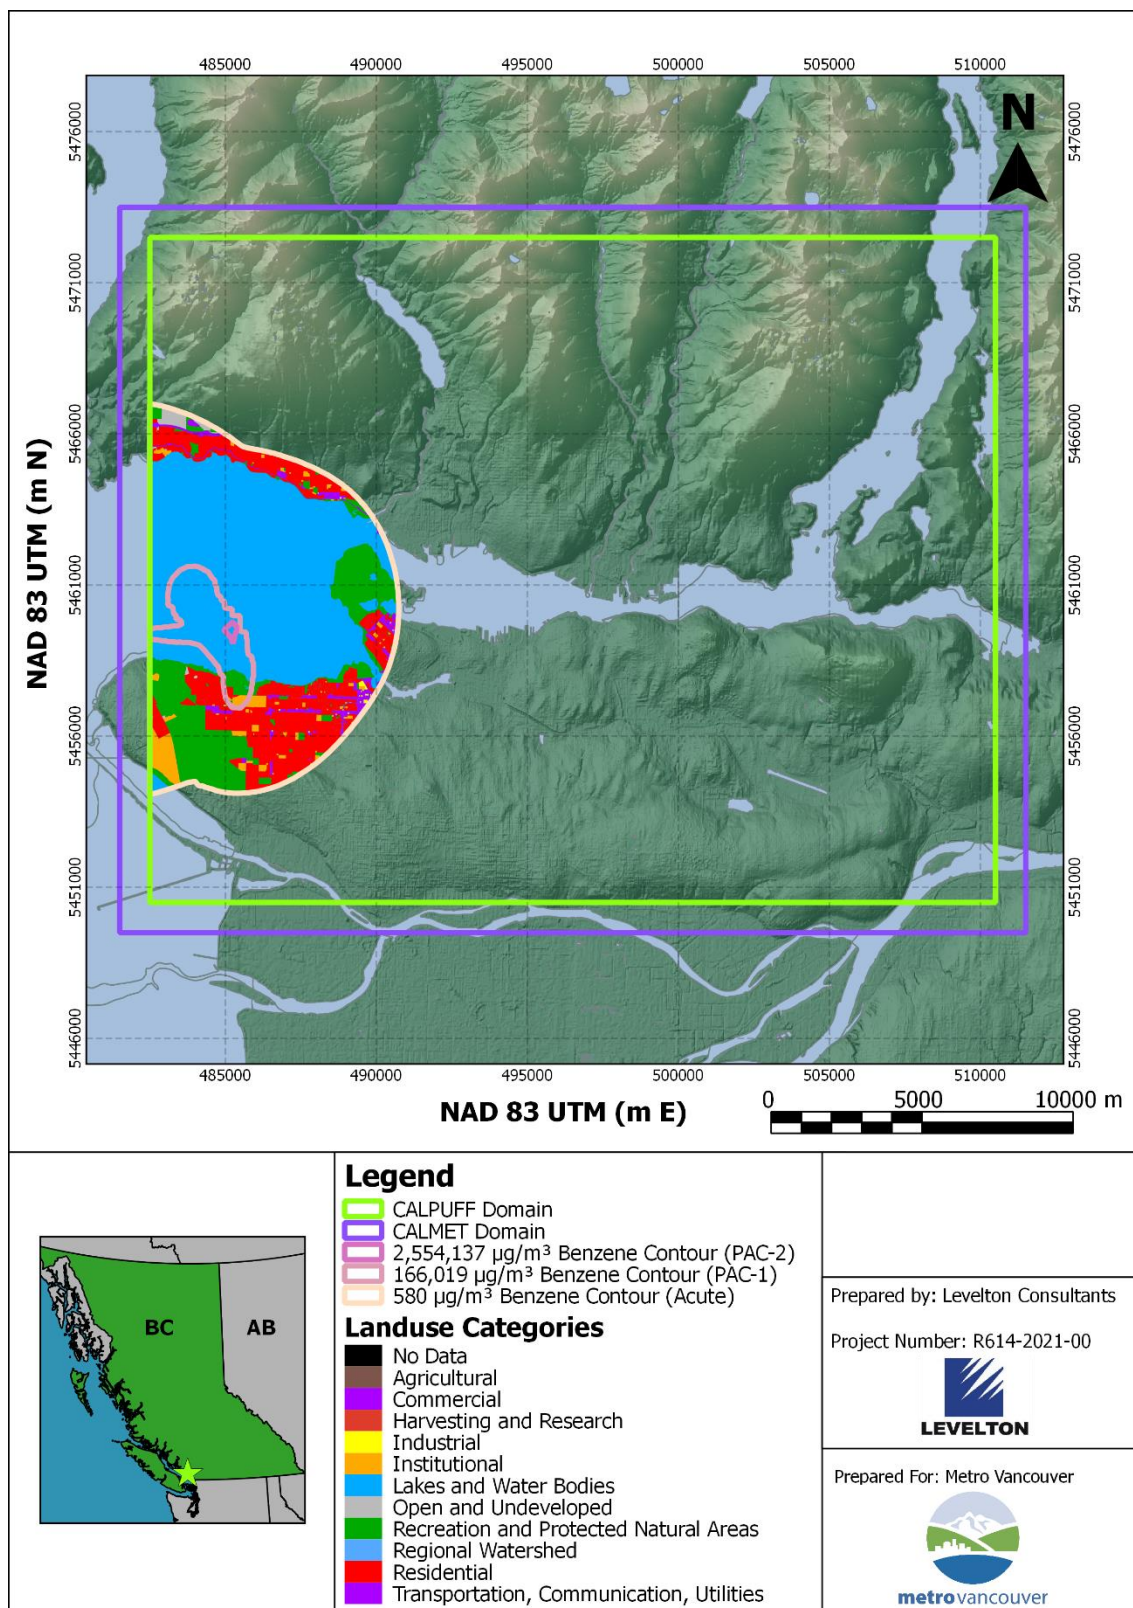 485000 490000 495000 500000 505000 510000
N
5476000 5476000
5471000 5471000
5466000 5466000
5461000 5461000
5456000 5456000
5451000 5451000
5446000 5446000
NAD 83 UTM (m N)
485000 490000 495000 500000 505000 510000
NAD 83 UTM (m E)
0 5000 10000 m
BC AB
Legend
CALPUFF Domain
CALMET Domain
2,554,137 µg/m³ Benzene Contour (PAC-2)
166,019 µg/m³ Benzene Contour (PAC-1)
580 µg/m³ Benzene Contour (Acute)
Landuse Categories
No Data
Agricultural
Commercial
Harvesting and Research
Industrial
Institutional
Lakes and Water Bodies
Open and Undeveloped
Recreation and Protected Natural Areas
Regional Watershed
Residential
Transportation, Communication, Utilities
Prepared by: Levelton Consultants
Project Number: R614-2021-00
LEVELTON
Prepared For: Metro Vancouver
metrovancouver